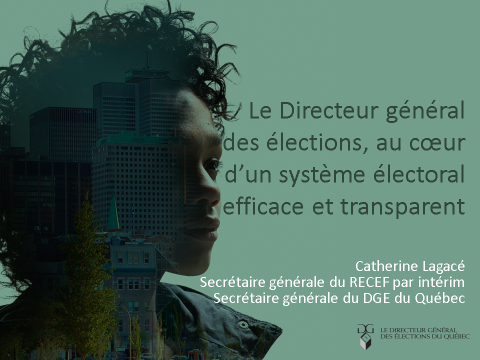 Le Directeur général
des élections, au cœur
d’un système électoral
efficace et transparent
Catherine Lagacé
Secrétaire générale du RECEF par intérim
Secrétaire générale du DGE du Québec
LE DIRECTEUR GÉNÉRAL
DES ÉLECTIONS DU QUÉBEC